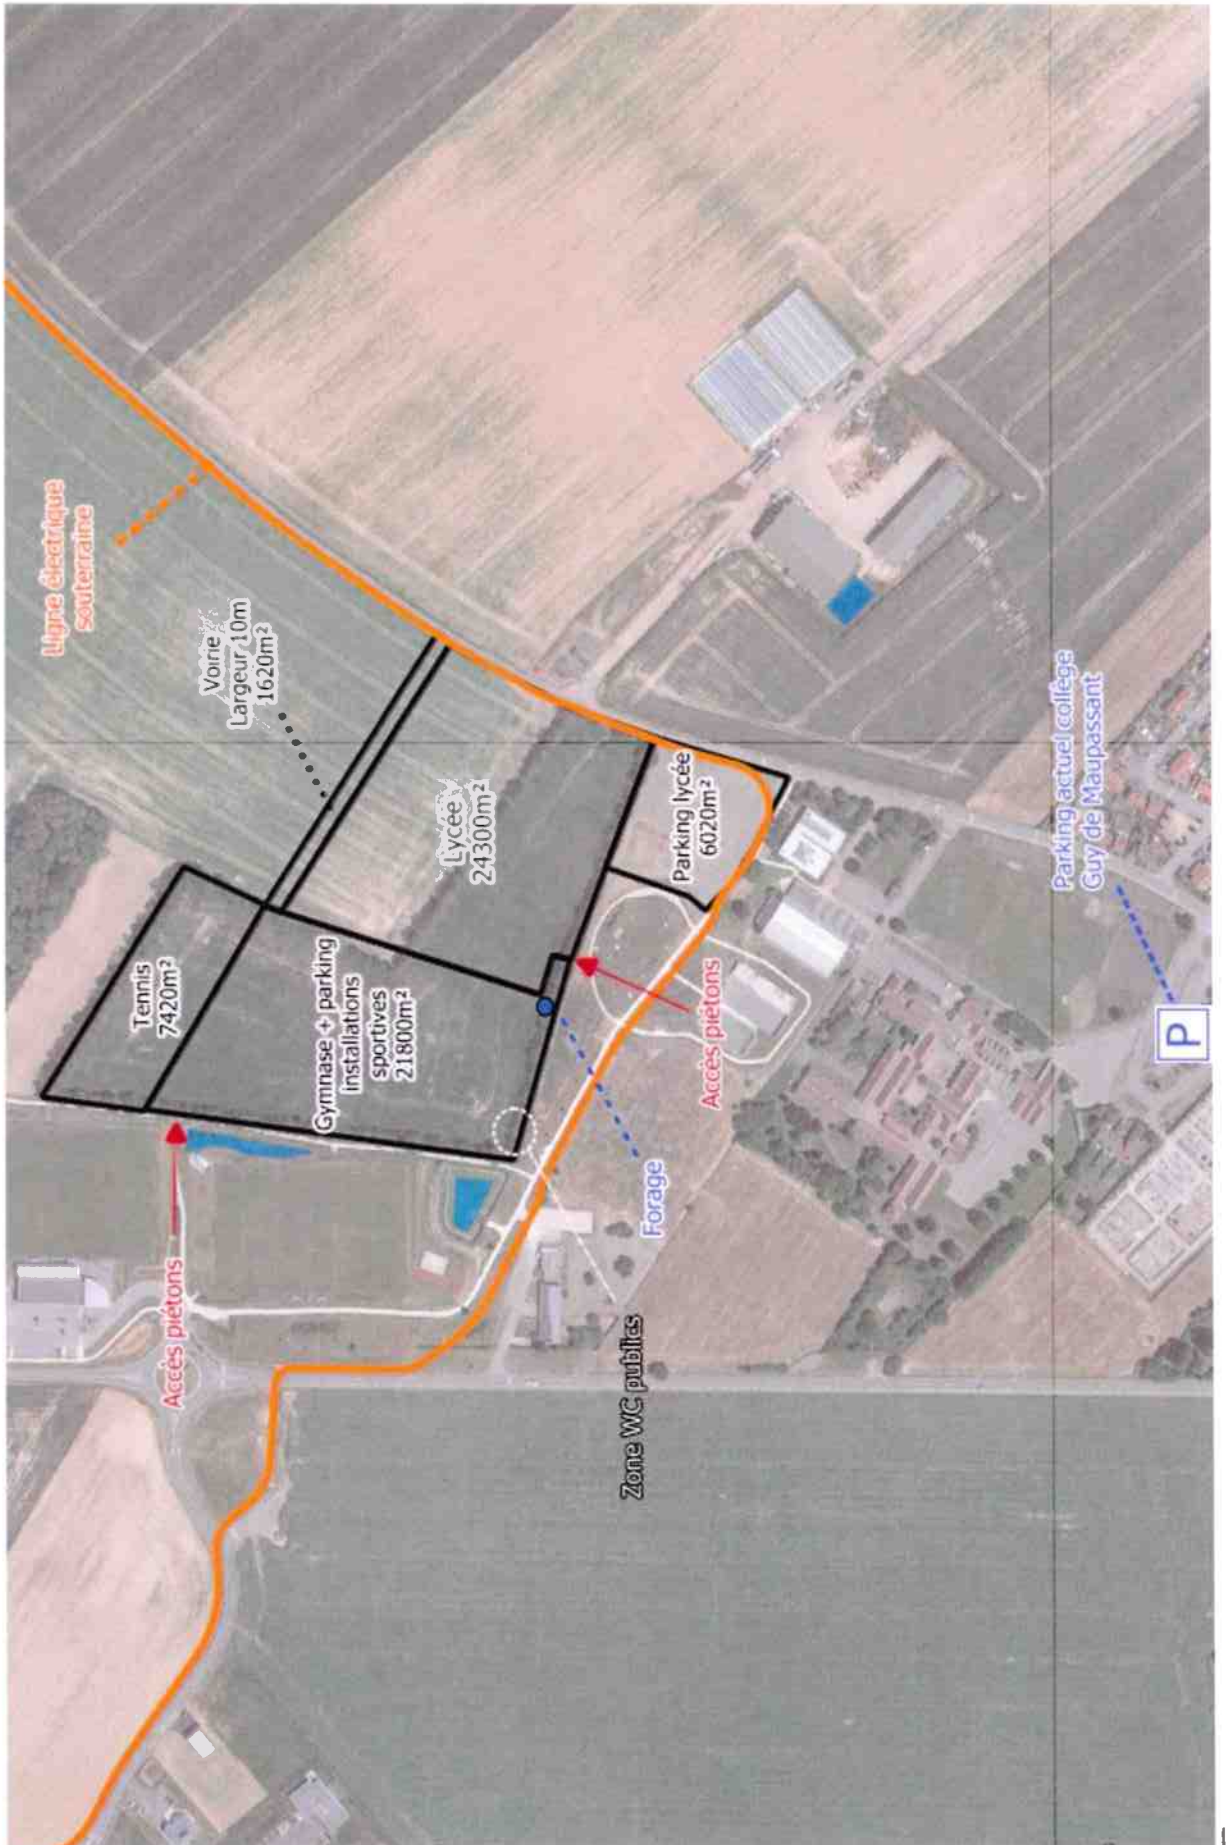 Ligne électrique
souterraine
Voirie
Largeur 10m
1620m²
Lycée
24300m²
Parking lycée
6020m²
Tennis
7420m²
Gymnase + parking
installations
sportives
21800m²
Accès piétons
Accès piétons
Forage
Zone WC publics
Parking actuel collège
Guy de Maupassant
P